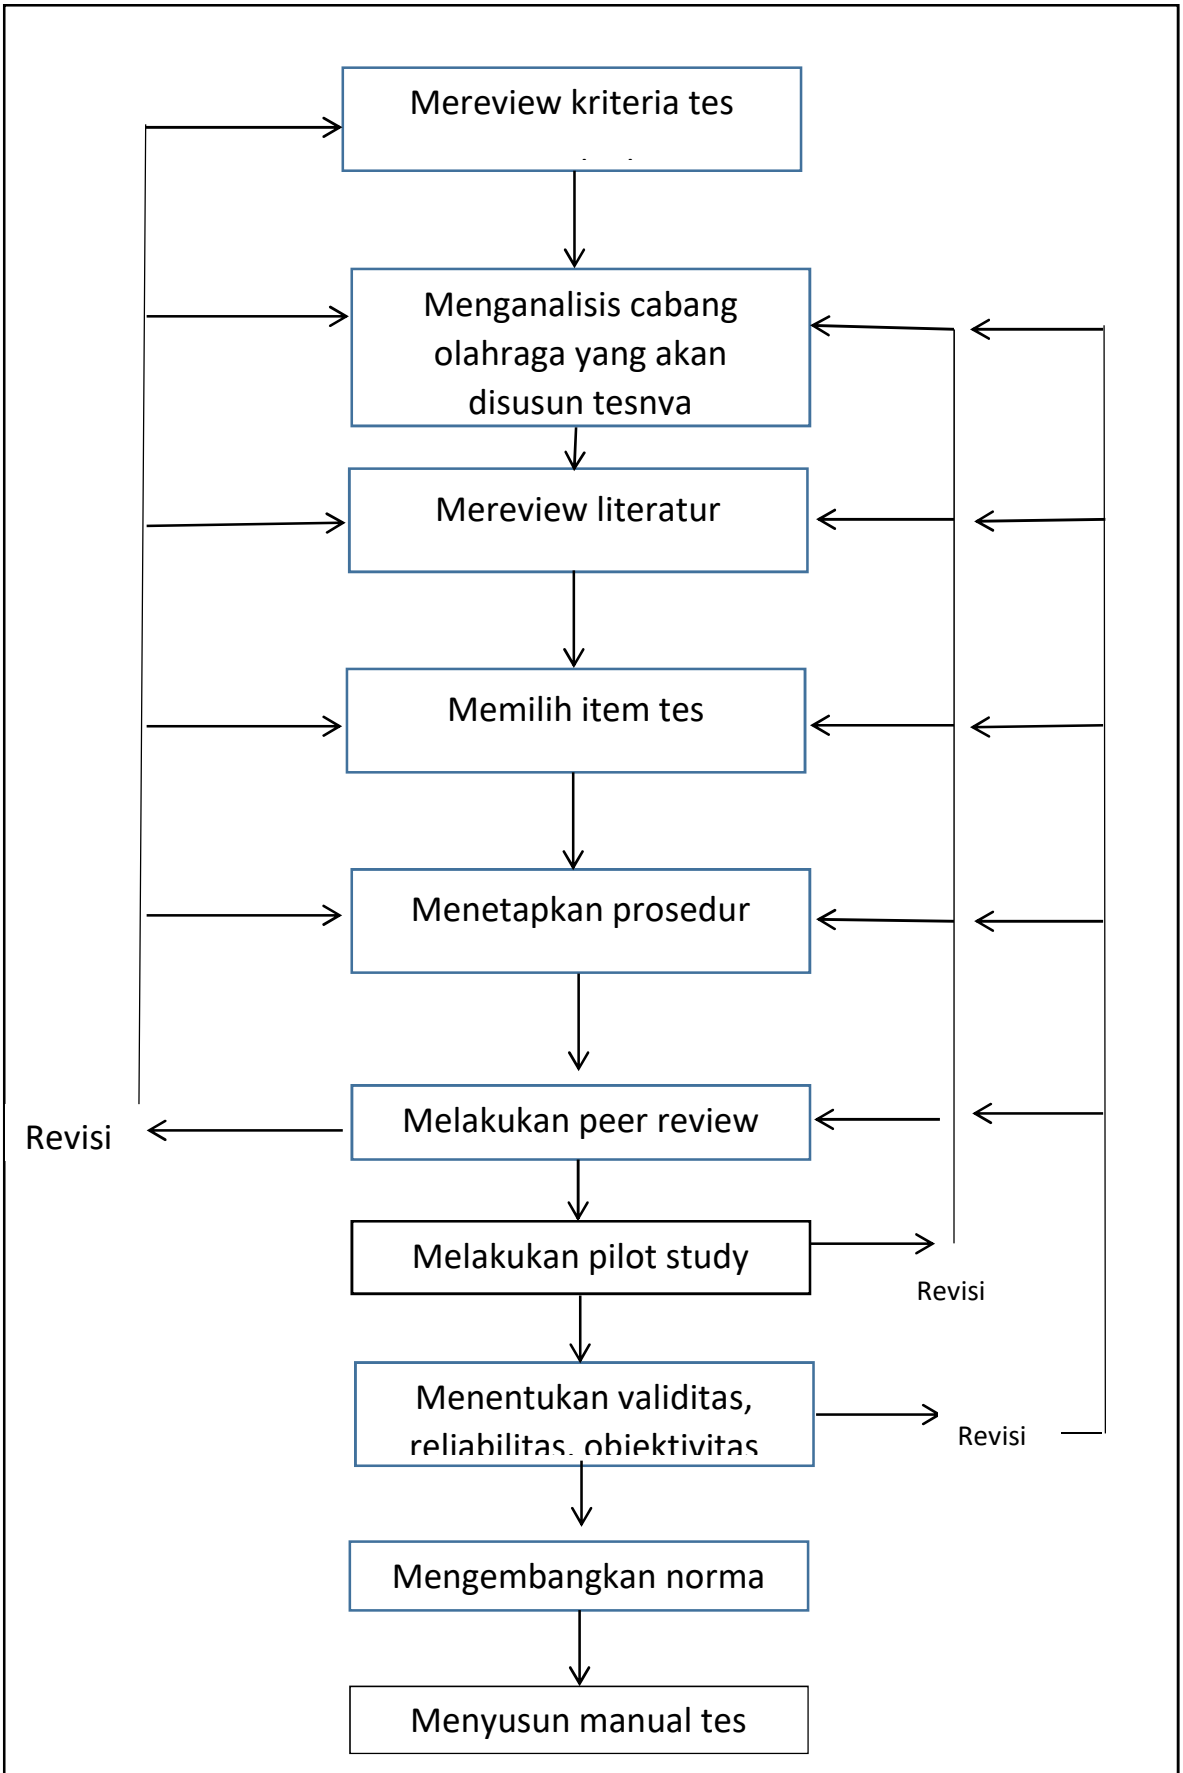 Mereview kriteria tes
Menganalisis cabang
olahraga yang akan
disusun tesnya
Mereview literatur
Memilih item tes
Menetapkan prosedur
Melakukan peer review
Revisi
Melakukan pilot study
Revisi
Menentukan validitas,
reliabilitas, objektivitas
Revisi
Mengembangkan norma
Menyusun manual tes